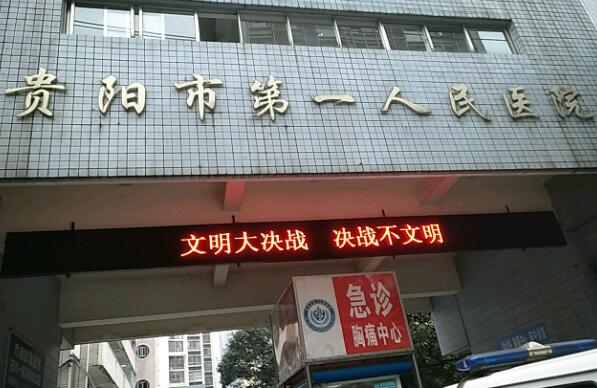 贵阳市第一人民医院
文明大决战 决战不文明
急诊
胸痛中心